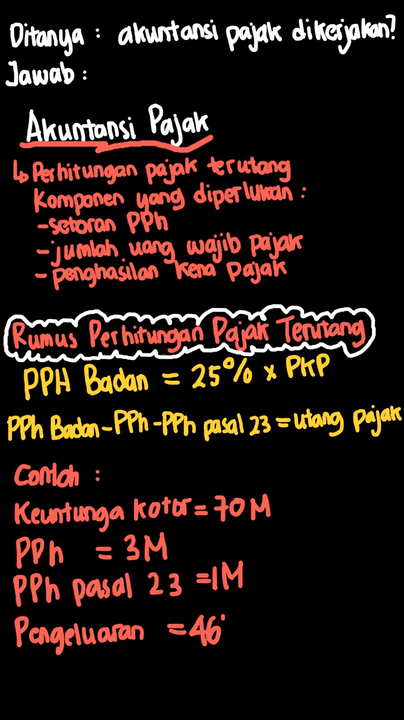 Ditanya : akuntansi pajak dikerjakan?
Jawab :
Akuntansi Pajak
↳ Perhitungan pajak terutang
Komponen yang diperlukan :
- setoran PPh
- jumlah uang wajib pajak
- penghasilan kena pajak
Rumus Perhitungan Pajak Terutang
PPH Badan = 25% x PKP
PPh Badan - PPh - PPh pasal 23 = utang pajak
Contoh :
Keuntunga kotor = 70 M
PPh = 3M
PPh pasal 23 = 1M
Pengeluaran = 46